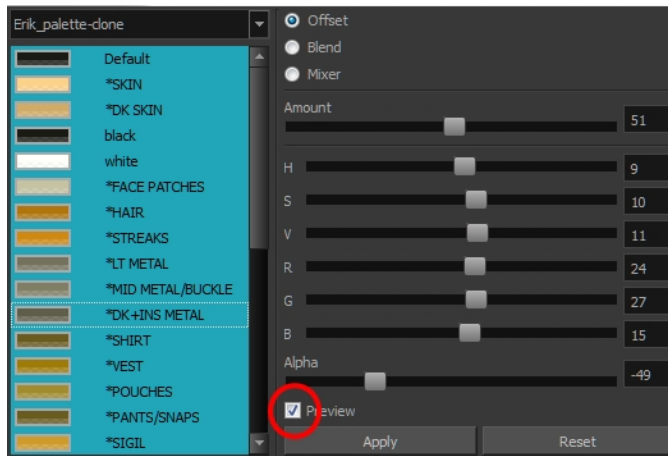 Erik_palette-clone
Default
*SKIN
*DK SKIN
black
white
*FACE PATCHES
*HAIR
*STREAKS
*LT METAL
*MID METAL/BUCKLE
*DK+INS METAL
*SHIRT
*VEST
*POUCHES
*PANTS/SNAPS
*SIGIL
Offset
Blend
Mixer
Amount
51
H 9
S 10
V 11
R 24
G 27
B 15
Alpha
-49
Preview
Apply Reset